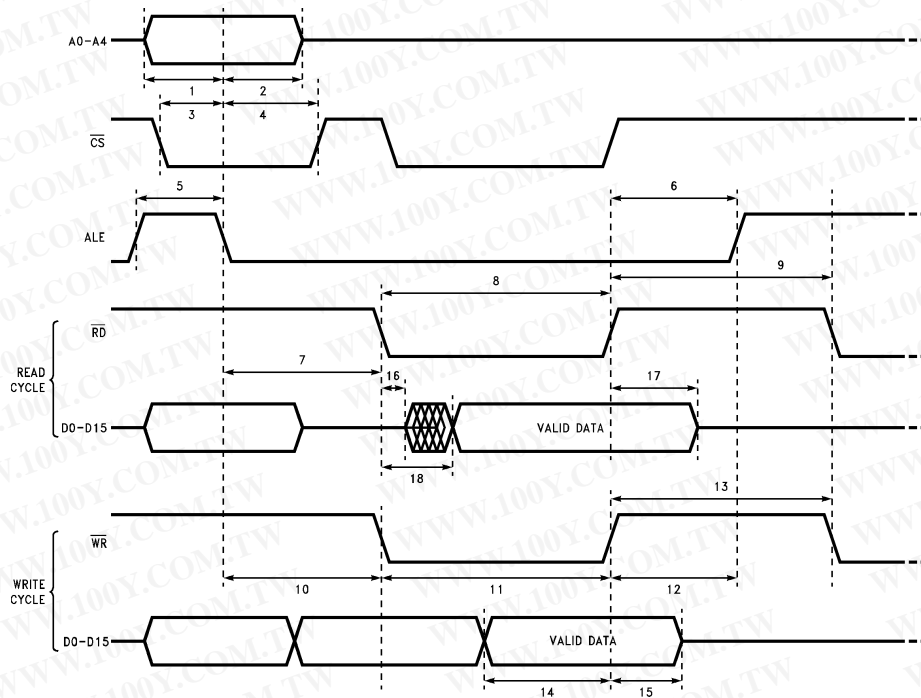 A0-A4
1 2
3 4
CS
5 6
ALE
9
8
RD
7
16 17
READ
CYCLE
D0-D15 VALID DATA
18
13
WR
10 11 12
WRITE
CYCLE
D0-D15 VALID DATA
14 15
WWW.100Y.COM.TW